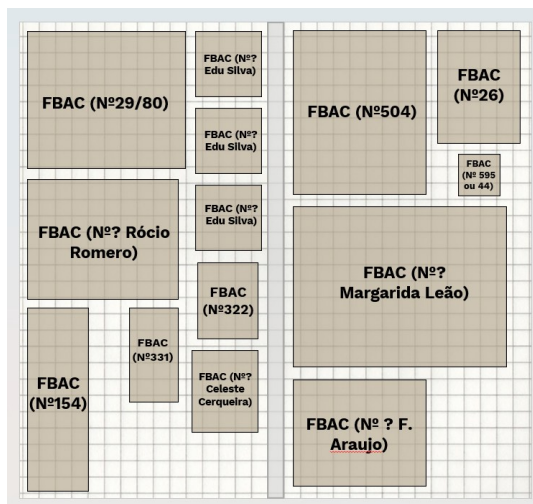 FBAC (Nº29/80)
FBAC (Nº?
Edu Silva)
FBAC (Nº?
Edu Silva)
FBAC (Nº?
Edu Silva)
FBAC (Nº? Rócio
Romero)
FBAC
(Nº322)
FBAC
(Nº154)
FBAC
(Nº331)
FBAC (Nº?
Celeste
Cerqueira)
FBAC (Nº504)
FBAC
(Nº26)
FBAC
(Nº 595
ou 44)
FBAC (Nº?
Margarida Leão)
FBAC (Nº ? F.
Araujo)